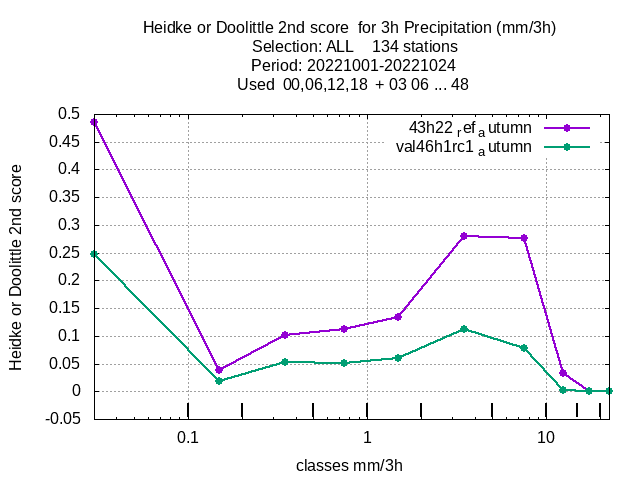 Heidke or Doolittle 2nd score  for 3h Precipitation (mm/3h)
Selection: ALL    134 stations
Period: 20221001-20221024
Used  00,06,12,18  + 03 06 ... 48
43h22 ref a utumn
val46h1rc1 a utumn
Heidke or Doolittle 2nd score
0.5
0.45
0.4
0.35
0.3
0.25
0.2
0.15
0.1
0.05
0
-0.05
0.1 1 10
classes mm/3h